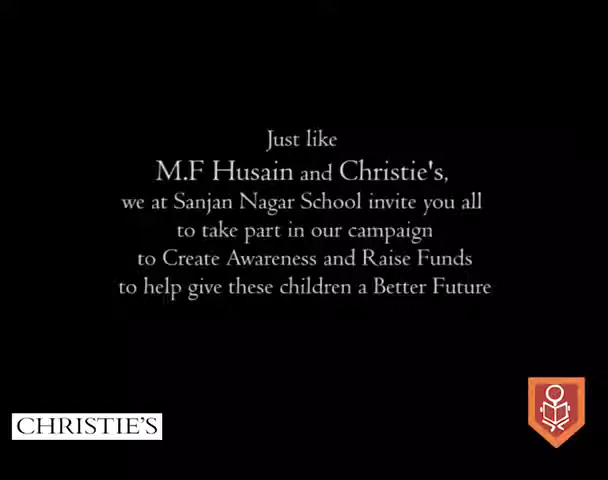 Just like
M.F Husain and Christie's,
we at Sanjan Nagar School invite you all
to take part in our campaign
to Create Awareness and Raise Funds
to help give these children a Better Future
CHRISTIE'S